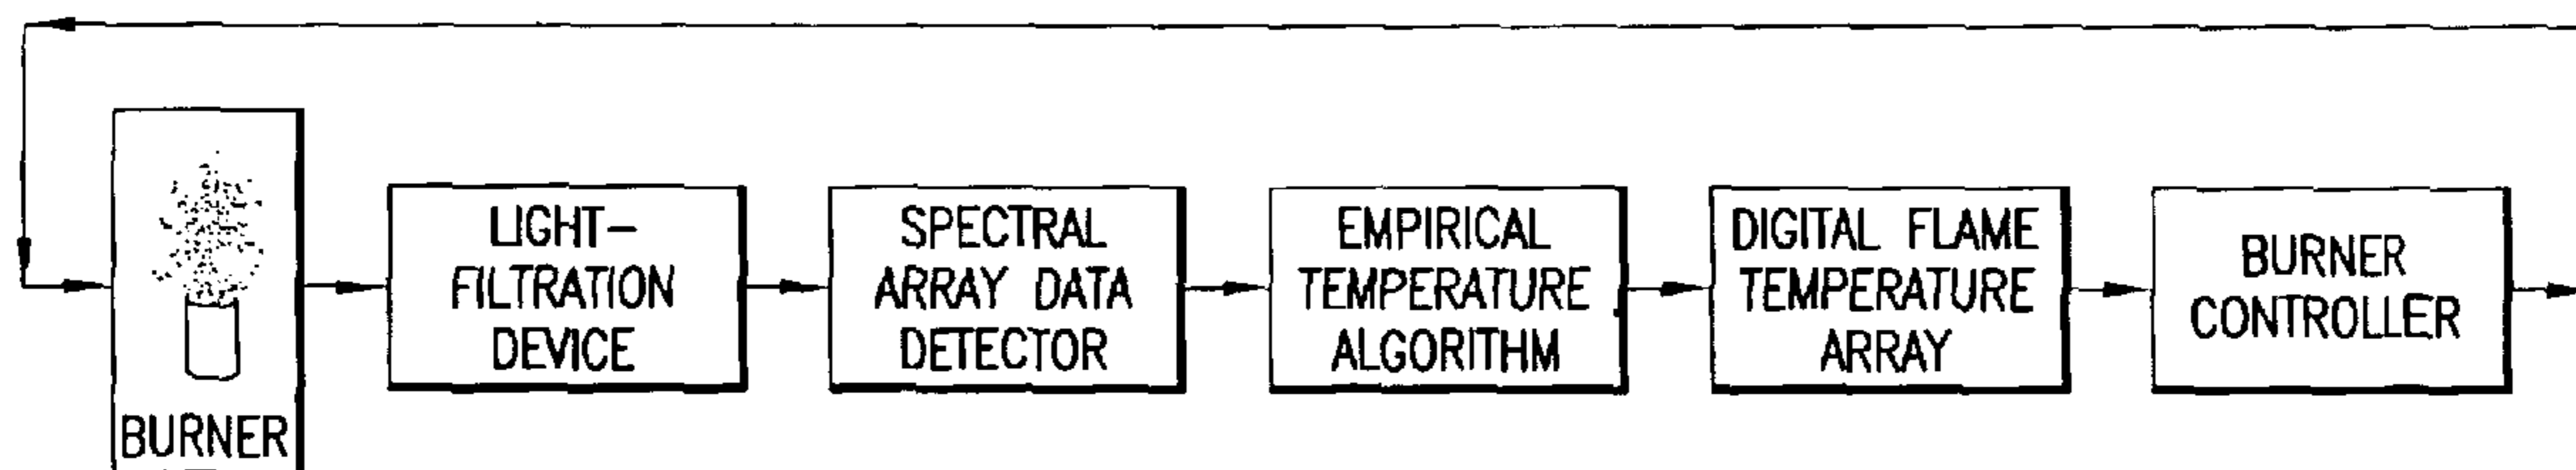 LIGHT-
FILTRATION
DEVICE
SPECTRAL
ARRAY DATA
DETECTOR
EMPIRICAL
TEMPERATURE
ALGORITHM
DIGITAL FLAME
TEMPERATURE
ARRAY
BURNER
CONTROLLER
BURNER